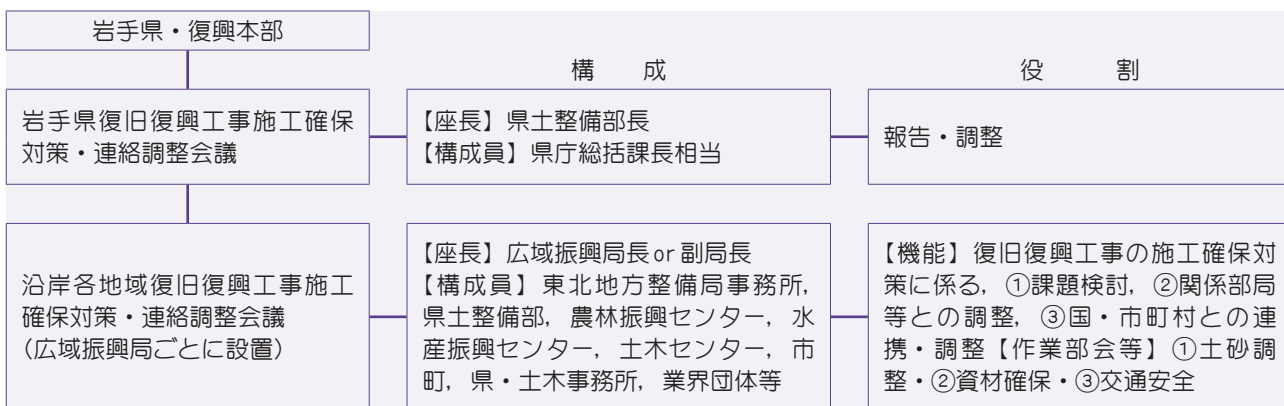 岩手県・復興本部
構　成
役　割
岩手県復旧復興工事施工確保
対策・連絡調整会議
【座長】県土整備部長
【構成員】県庁総括課長相当
報告・調整
沿岸各地域復旧復興工事施工
確保対策・連絡調整会議
（広域振興局ごとに設置）
【座長】広域振興局長or副局長
【構成員】東北地方整備局事務所，
県土整備部，農林振興センター，水
産振興センター，土木センター，市
町，県・土木事務所，業界団体等
【機能】復旧復興工事の施工確保対
策に係る，①課題検討，②関係部局
等との調整，③国・市町村との連
携・調整【作業部会等】①土砂調
整・②資材確保・③交通安全